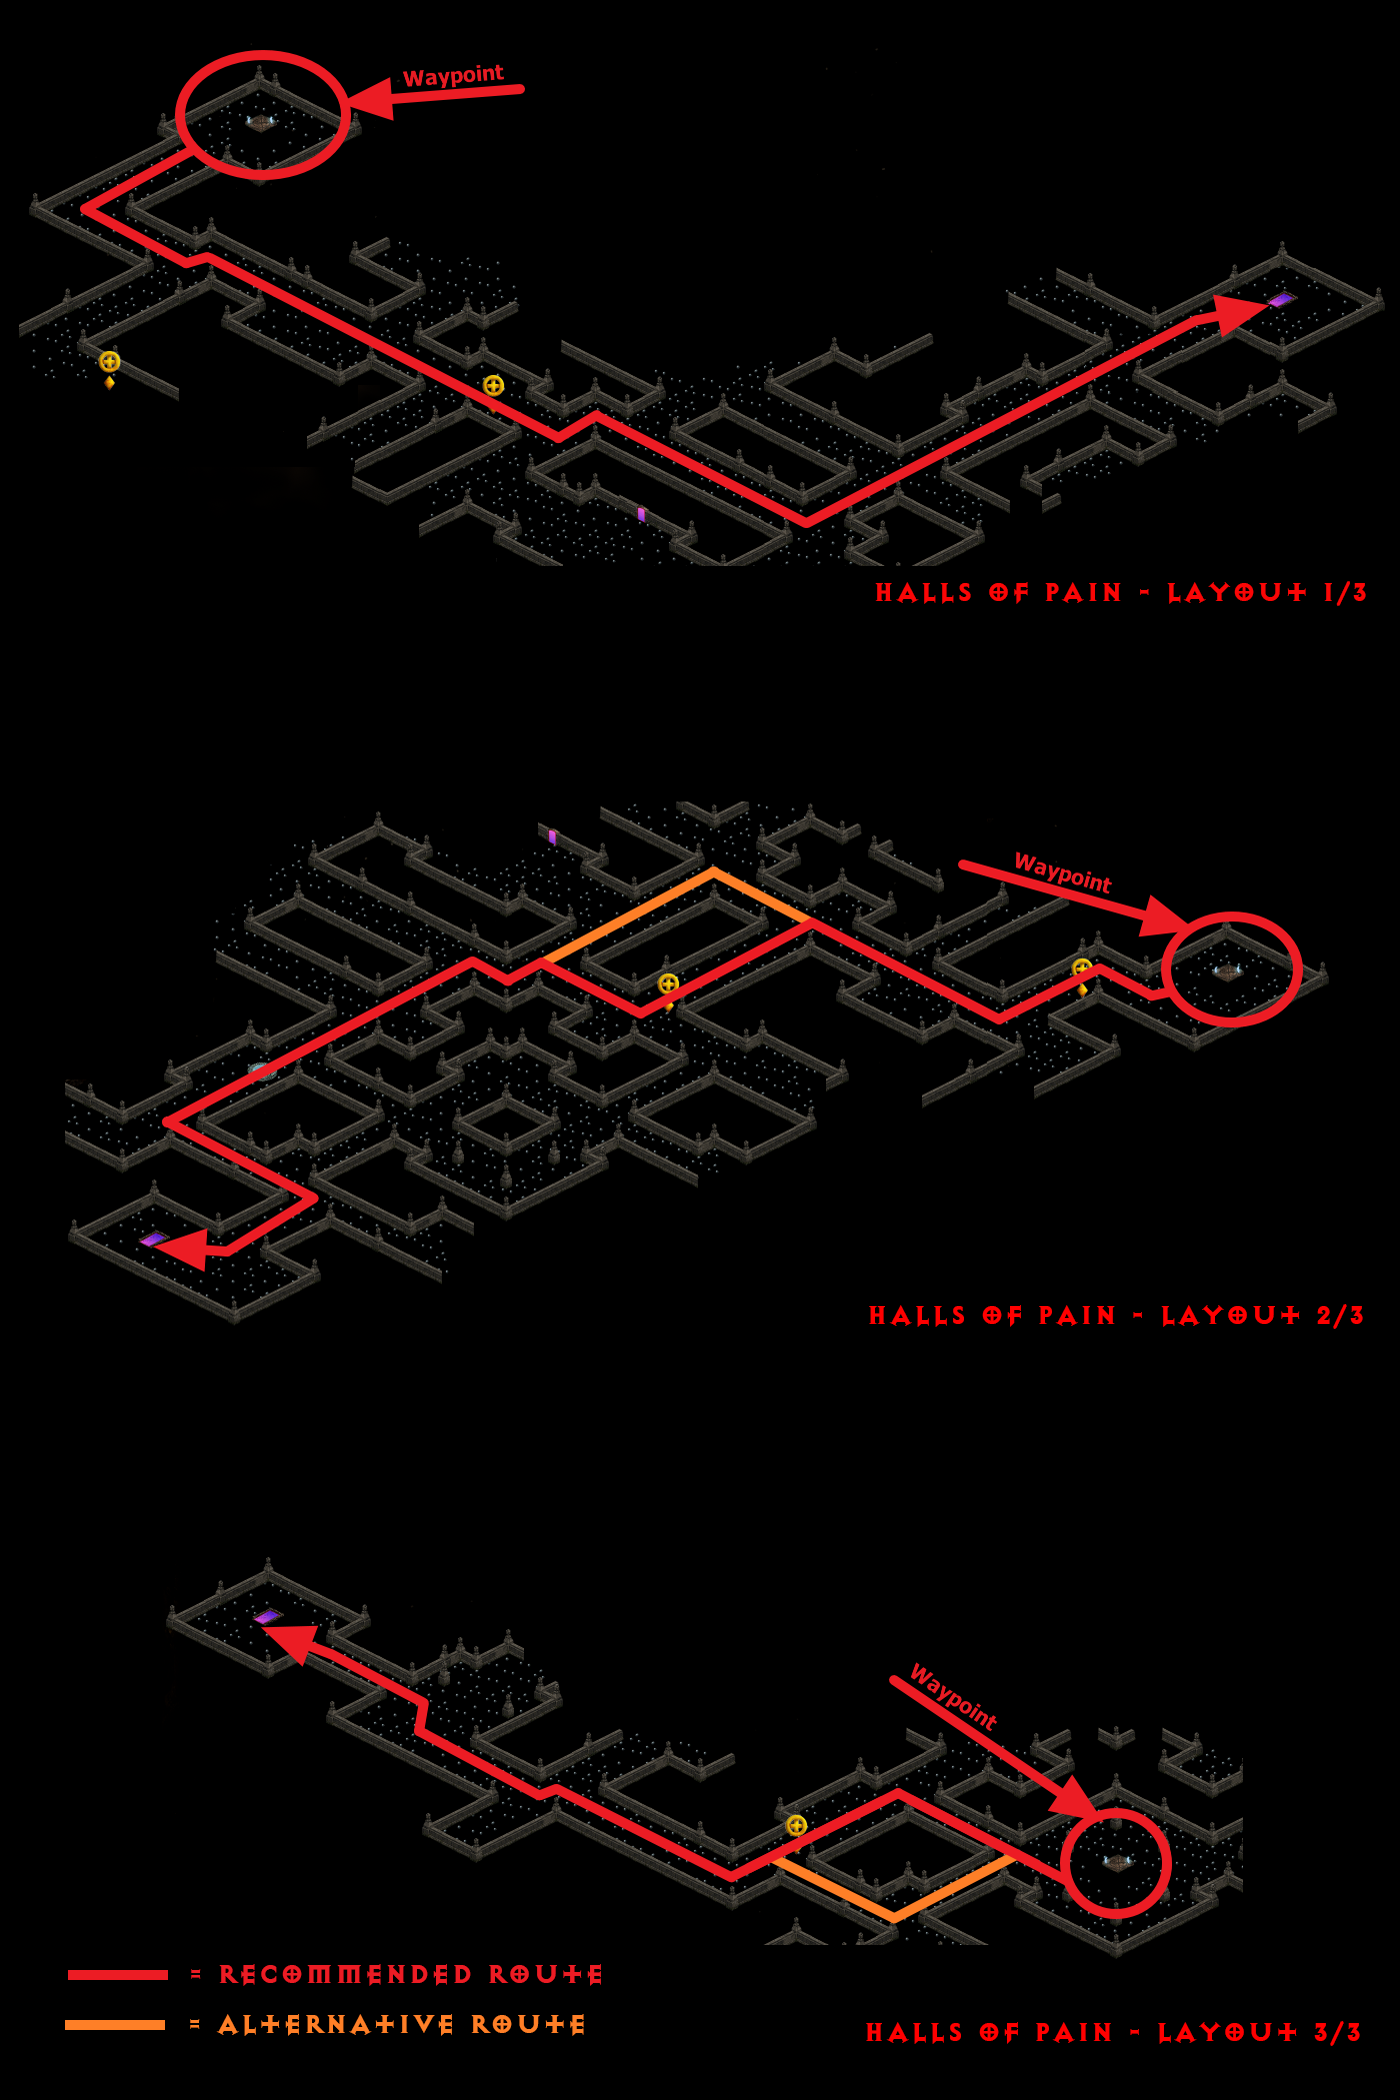 Waypoint
HALLS OF PAIN - LAYOUT 1/3
Waypoint
HALLS OF PAIN - LAYOUT 2/3
Waypoint
= RECOMMENDED ROUTE
= ALTERNATIVE ROUTE
HALLS OF PAIN - LAYOUT 3/3